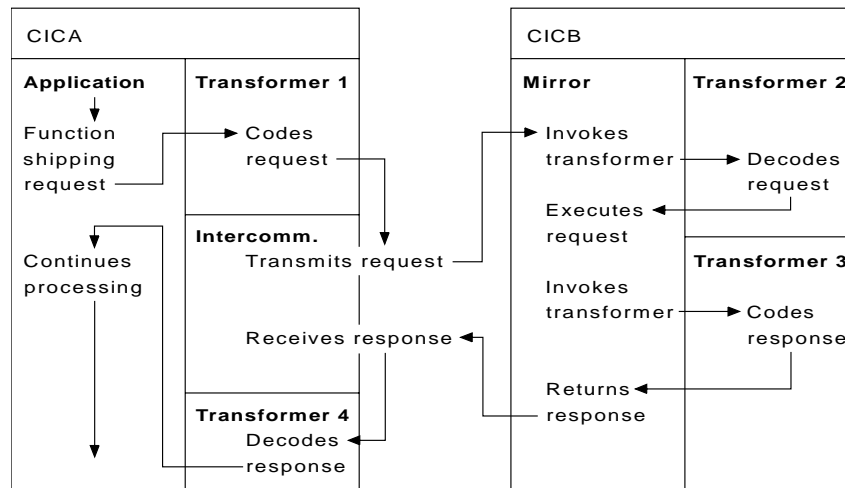 CICA
Application
Function
shipping
request
Continues
processing
Transformer 1
Codes
request
Intercomm.
Transmits request
Receives response
Transformer 4
Decodes
response
CICB
Mirror
Invokes
transformer
Executes
request
Invokes
transformer
Returns
response
Transformer 2
Decodes
request
Transformer 3
Codes
response